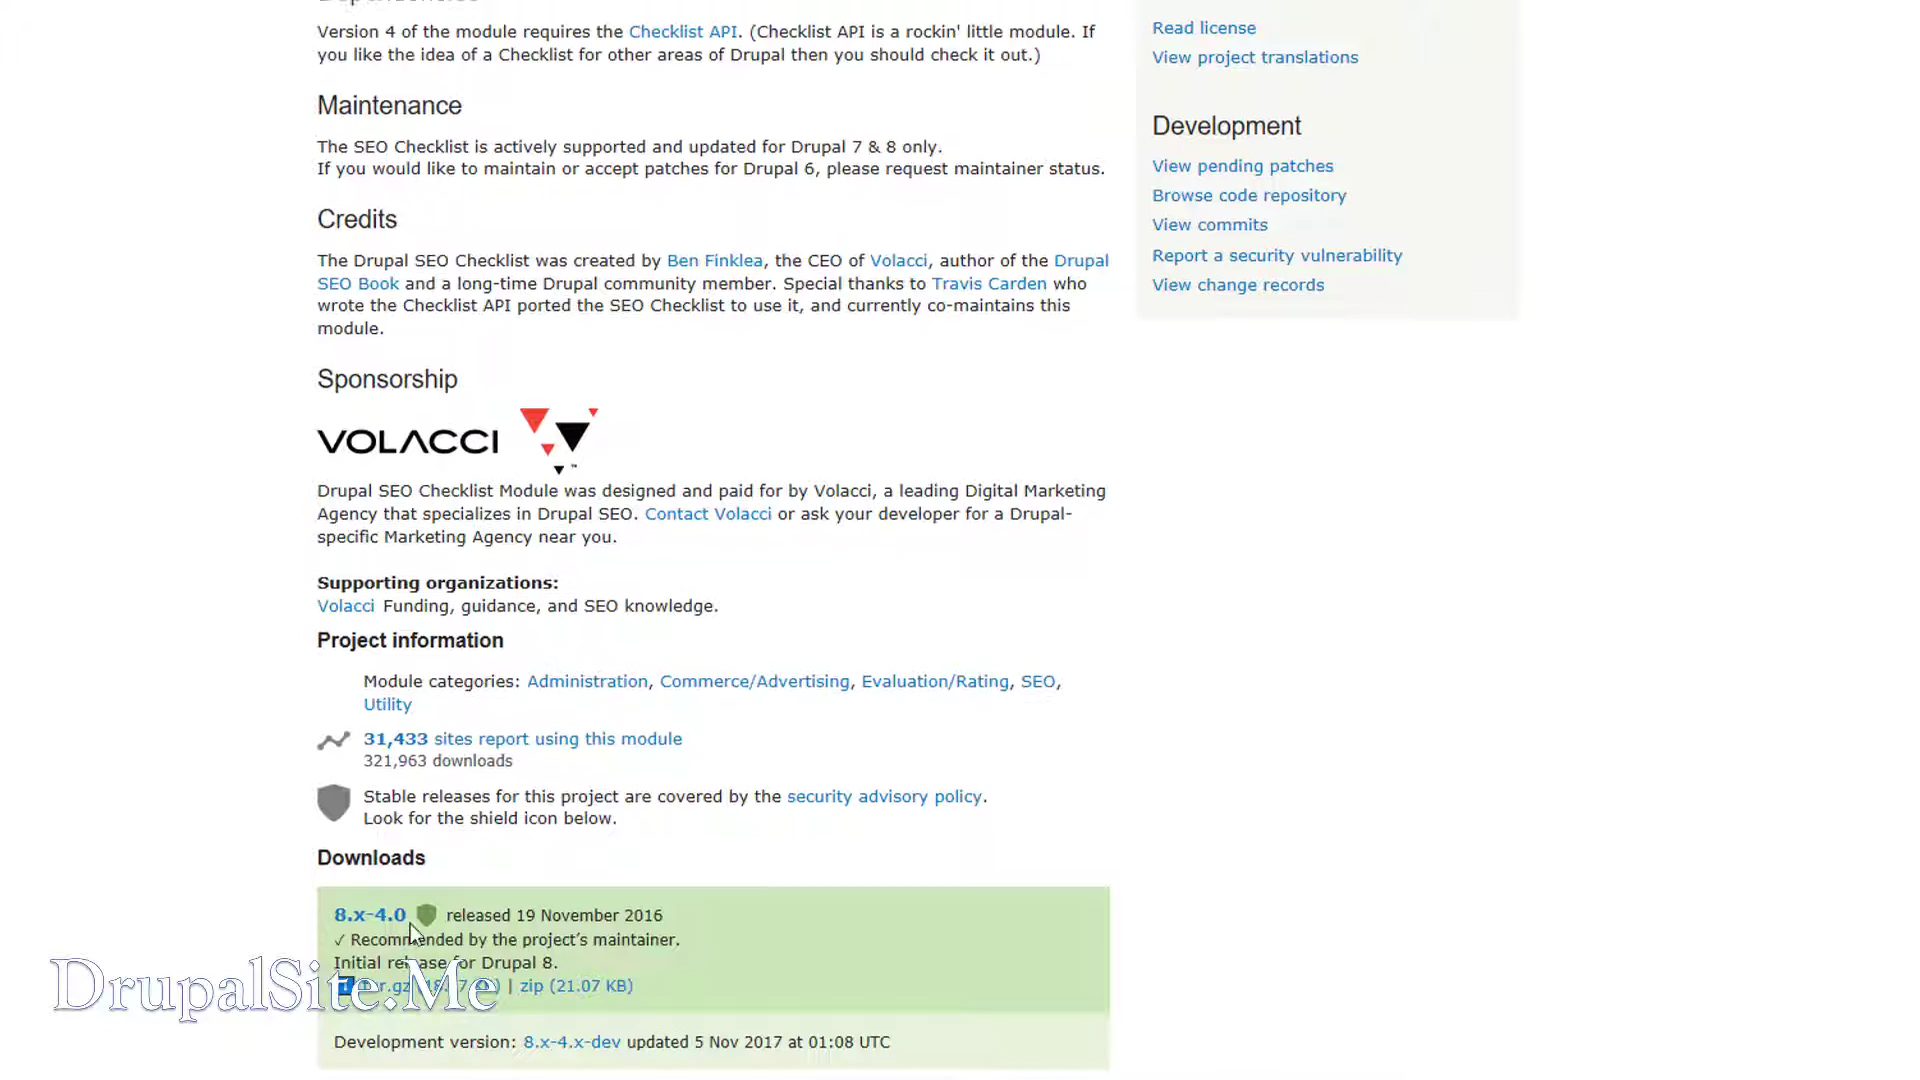 Version 4 of the module requires the Checklist API. (Checklist API is a rockin' little module. If
you like the idea of a Checklist for other areas of Drupal then you should check it out.)
Maintenance
The SEO Checklist is actively supported and updated for Drupal 7 & 8 only.
If you would like to maintain or accept patches for Drupal 6, please request maintainer status.
Credits
The Drupal SEO Checklist was created by Ben Finklea, the CEO of Volacci, author of the Drupal
SEO Book and a long-time Drupal community member. Special thanks to Travis Carden who
wrote the Checklist API ported the SEO Checklist to use it, and currently co-maintains this
module.
Sponsorship
VOLACCI
Drupal SEO Checklist Module was designed and paid for by Volacci, a leading Digital Marketing
Agency that specializes in Drupal SEO. Contact Volacci or ask your developer for a Drupal-
specific Marketing Agency near you.
Supporting organizations:
Volacci Funding, guidance, and SEO knowledge.
Project information
Module categories: Administration, Commerce/Advertising, Evaluation/Rating, SEO,
Utility
31,433 sites report using this module
321,963 downloads
Stable releases for this project are covered by the security advisory policy.
Look for the shield icon below.
Downloads
8.x-4.0 released 19 November 2016
✓ Recommended by the project's maintainer.
Initial release for Drupal 8.
| zip (21.07 KB)
Development version: 8.x-4.x-dev updated 5 Nov 2017 at 01:08 UTC
Read license
View project translations
Development
View pending patches
Browse code repository
View commits
Report a security vulnerability
View change records
DrupalSite.Me